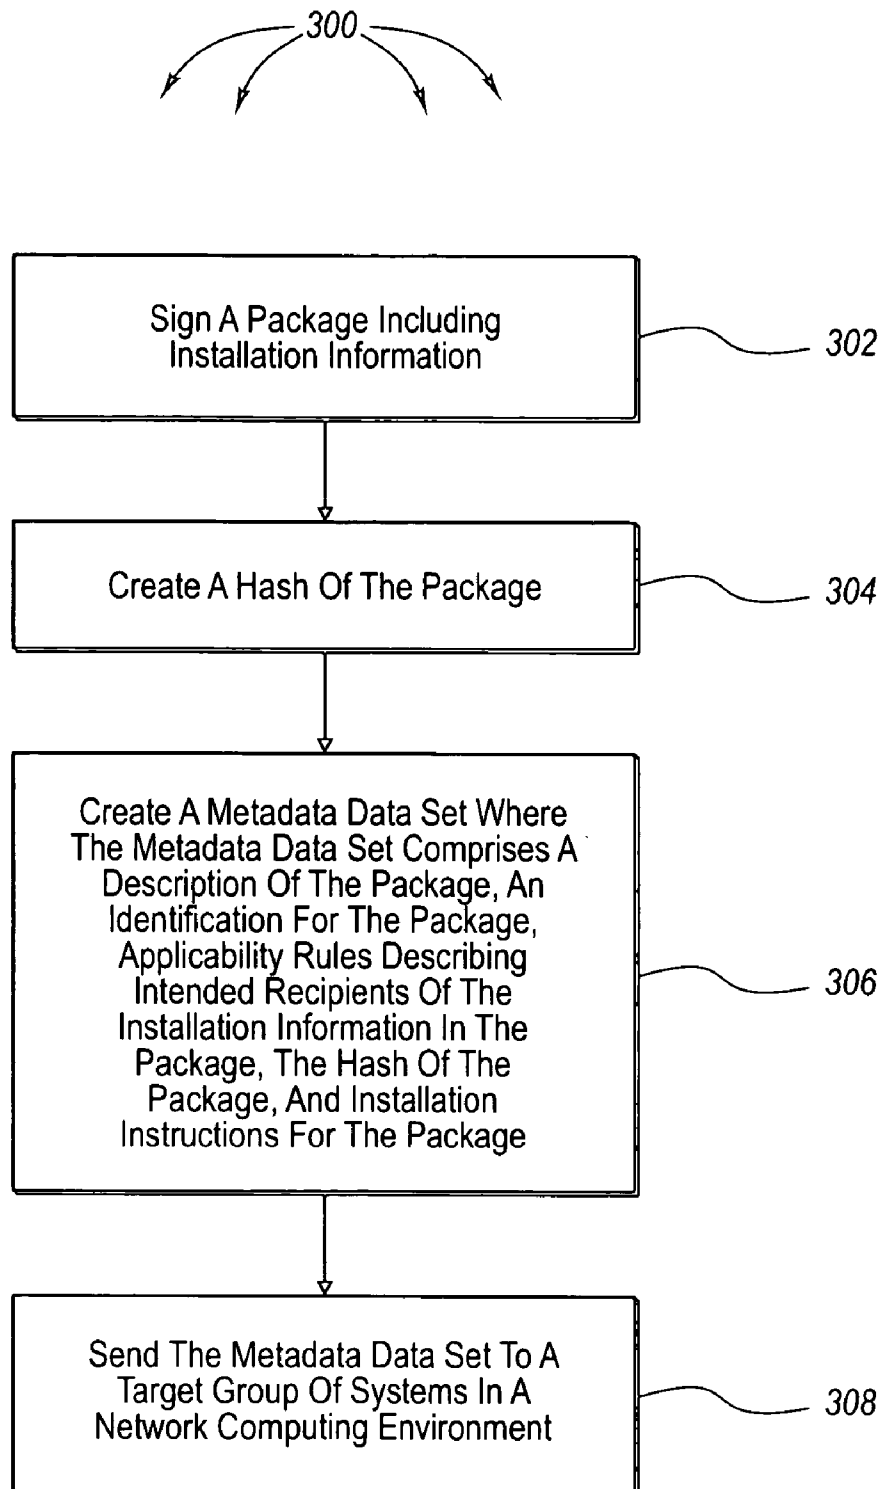 300
Sign A Package Including
Installation Information
302
Create A Hash Of The Package
304
Create A Metadata Data Set Where
The Metadata Data Set Comprises A
Description Of The Package, An
Identification For The Package,
Applicability Rules Describing
Intended Recipients Of The
Installation Information In The
Package, The Hash Of The
Package, And Installation
Instructions For The Package
306
Send The Metadata Data Set To A
Target Group Of Systems In A
Network Computing Environment
308